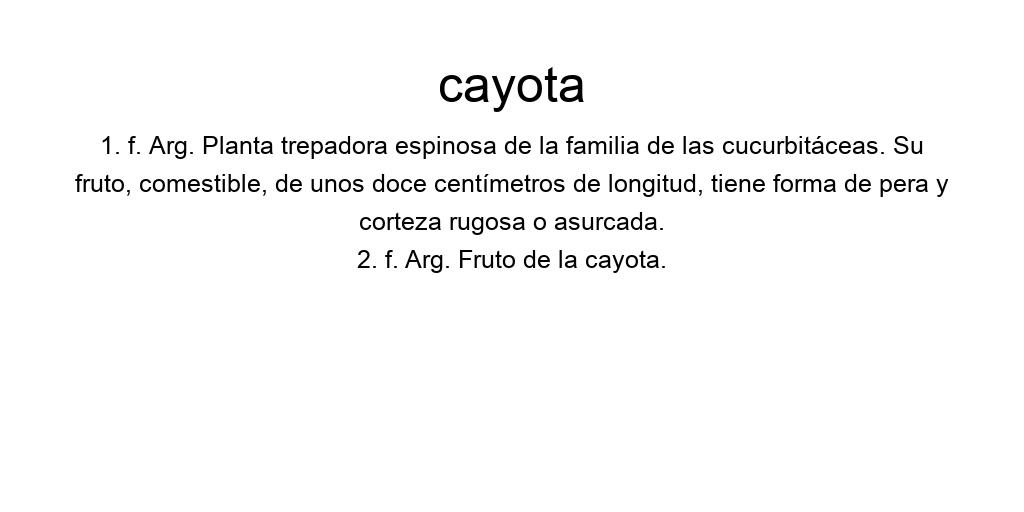 cayota
1. f. Arg. Planta trepadora espinosa de la familia de las cucurbitáceas. Su
fruto, comestible, de unos doce centímetros de longitud, tiene forma de pera y
corteza rugosa o asurcada.
2. f. Arg. Fruto de la cayota.